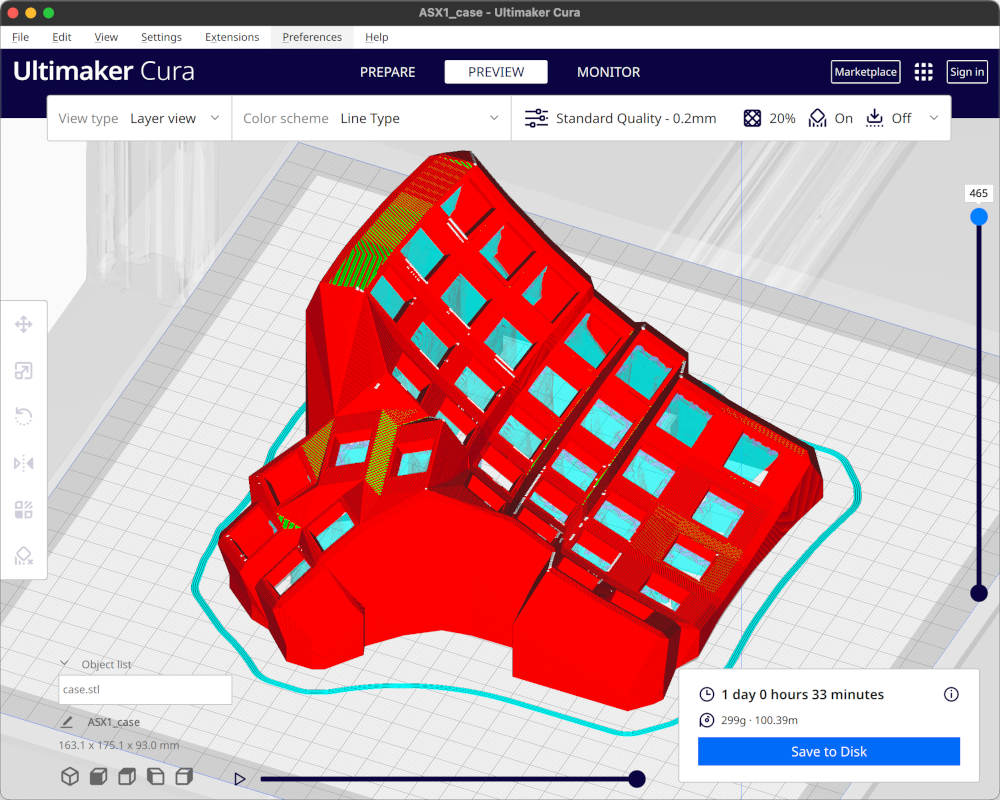 ASX1_case - Ultimaker Cura
File Edit View Settings Extensions Preferences Help
Ultimaker Cura PREPARE PREVIEW MONITOR Marketplace Sign in
View type Layer view Color scheme Line Type Standard Quality - 0.2mm 20% On Off
465
Object list
case.stl
ASX1_case
163.1 x 175.1 x 93.0 mm
1 day 0 hours 33 minutes
299g · 100.39m
Save to Disk